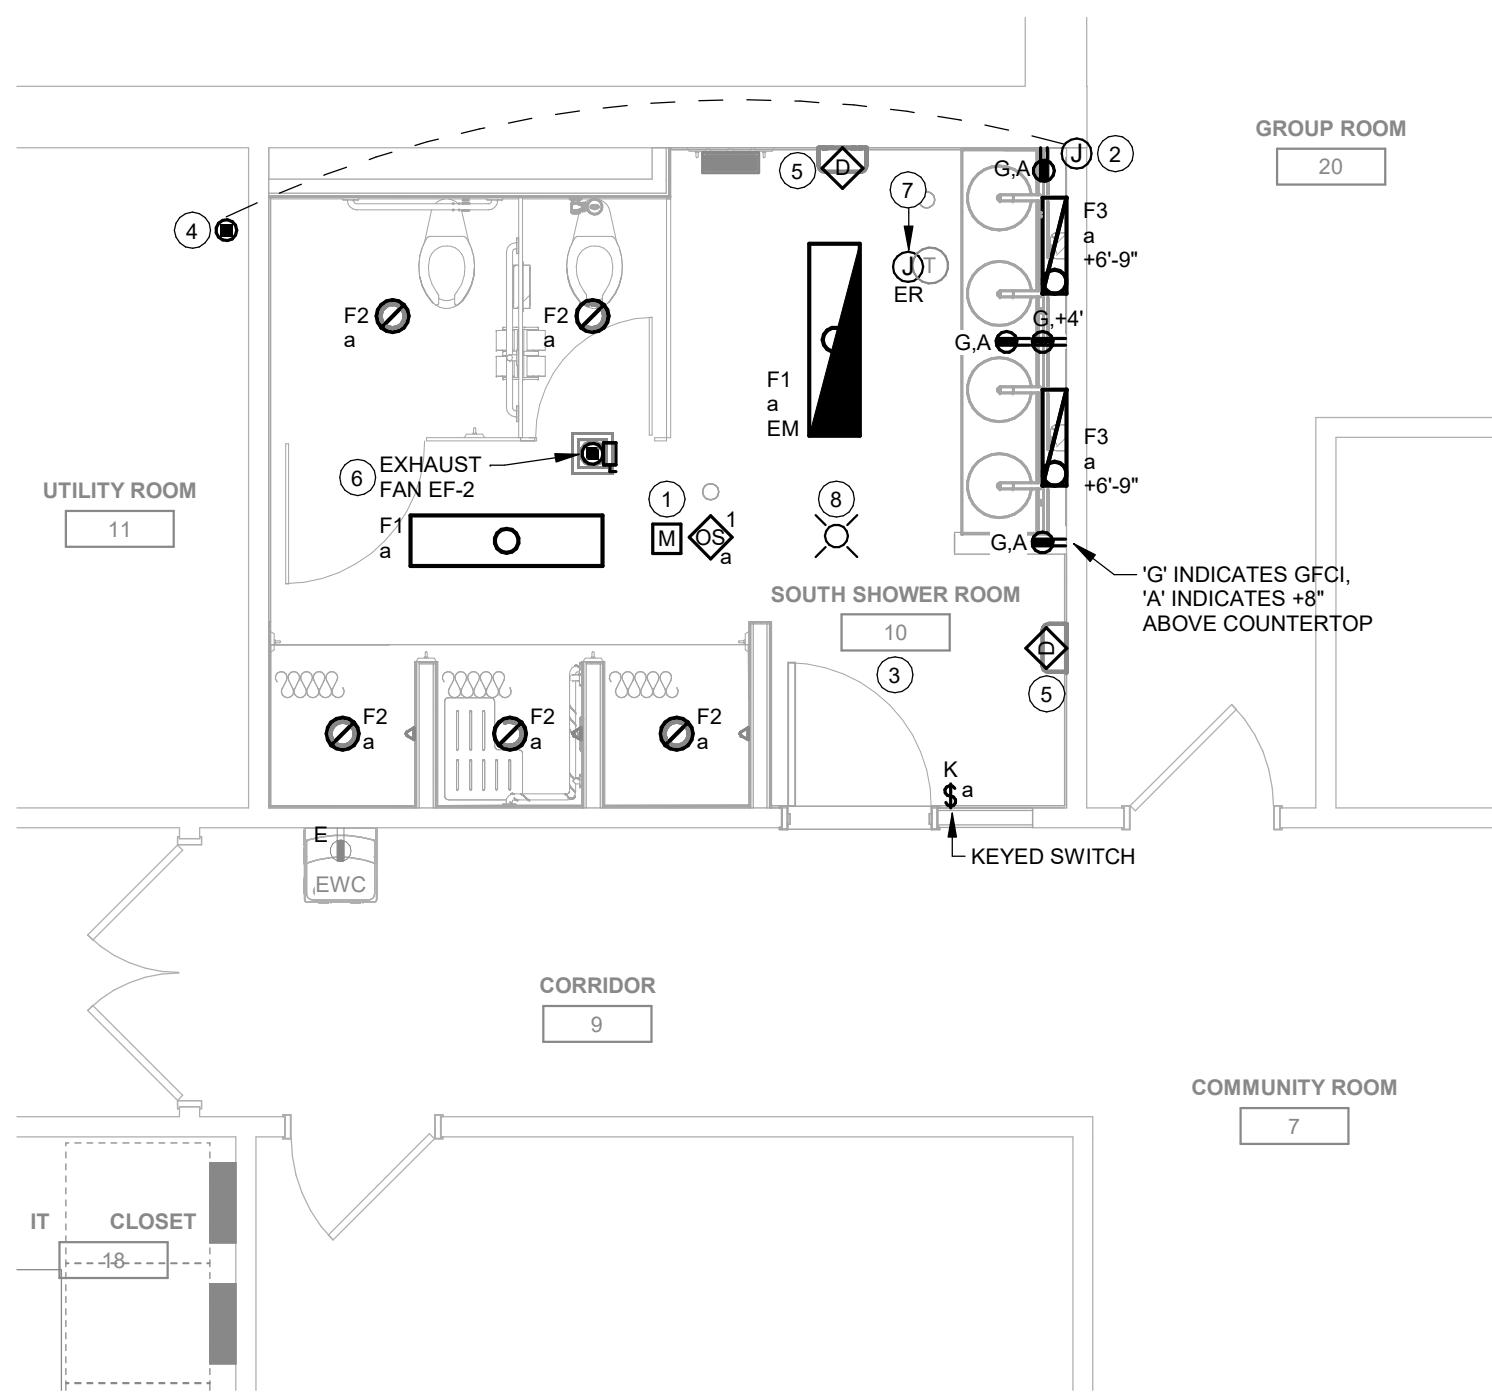 GROUP ROOM
20
5
D
G,A
J
2
7
4
F3
a
+6'-9"
J
T
ER
F2
a
F2
a
G,+4'
G,A
F1
a
EM
F3
a
+6'-9"
6
EXHAUST
FAN EF-2
UTILITY ROOM
11
1
8
F1
a
M
OS
1
a
G,A
'G' INDICATES GFCI,
'A' INDICATES +8"
ABOVE COUNTERTOP
SOUTH SHOWER ROOM
10
3
D
5
F2
a
F2
a
F2
a
K
$
a
KEYED SWITCH
E
EWC
CORRIDOR
9
COMMUNITY ROOM
7
IT CLOSET
18